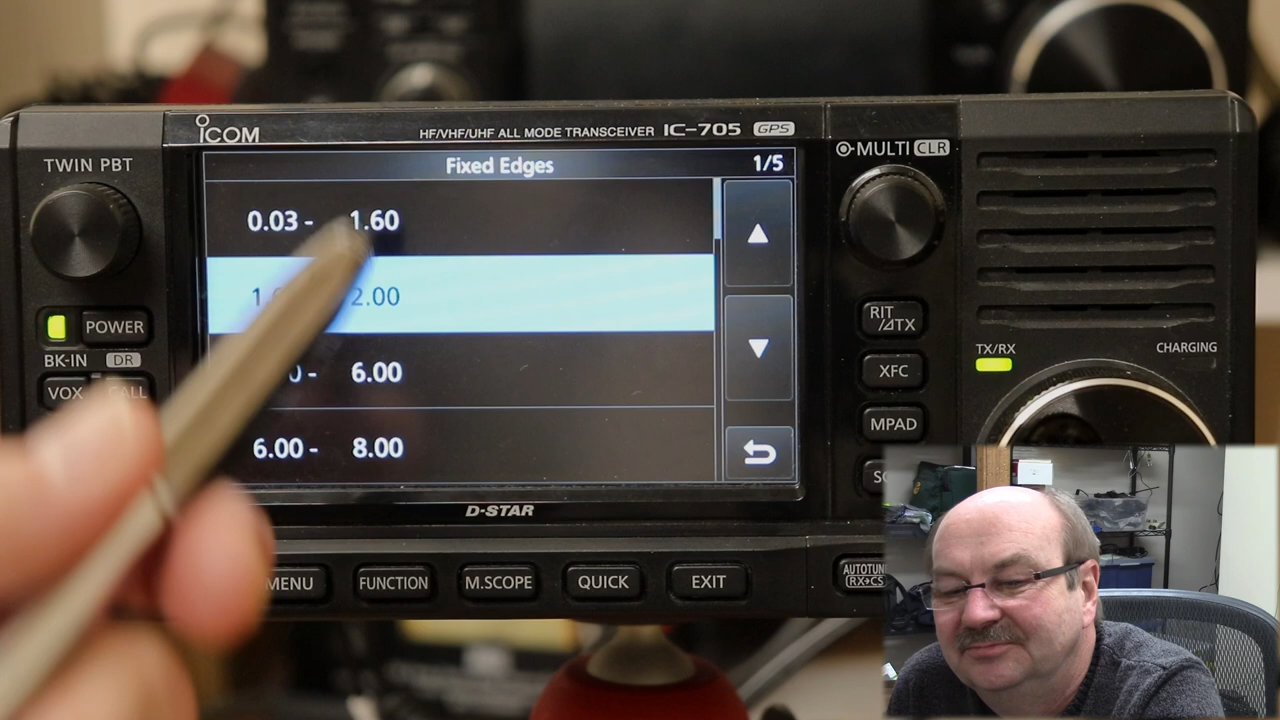 ICOM
HF/VHF/UHF ALL MODE TRANSCEIVER IC-705 GPS
TWIN PBT
MULTI CLR
Fixed Edges 1/5
0.03 - 1.60
2.00
- 6.00
6.00 - 8.00
POWER
BK-IN DR
VOX CALL
RIT
/⊿TX
XFC
MPAD
TX/RX
CHARGING
D-STAR
MENU FUNCTION M.SCOPE QUICK EXIT
AUTOTUNE
RX→CS